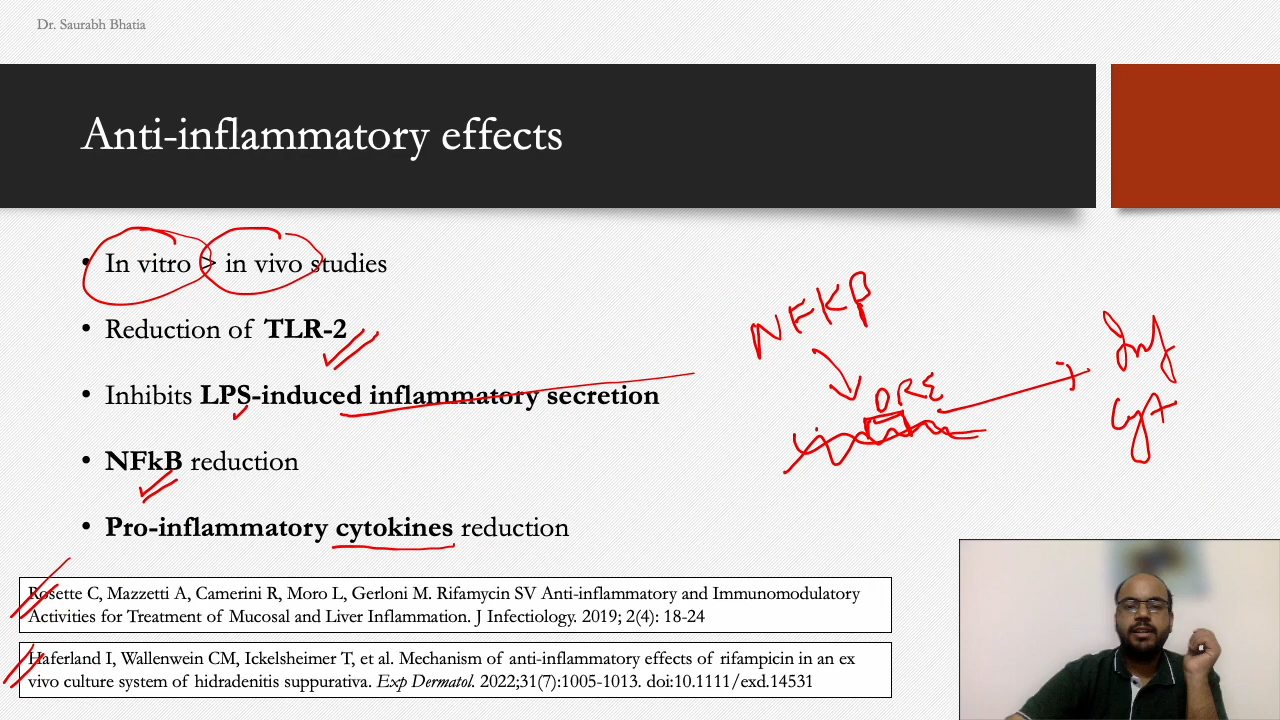 Dr. Saurabh Bhatia
Anti-inflammatory effects
• In vitro > in vivo studies
• Reduction of TLR-2
• Inhibits LPS-induced inflammatory secretion
• NFkB reduction
• Pro-inflammatory cytokines reduction
NFKB
DRE
Inf
Cyt
Rosette C, Mazzetti A, Camerini R, Moro L, Gerloni M. Rifamycin SV Anti-inflammatory and Immunomodulatory
Activities for Treatment of Mucosal and Liver Inflammation. J Infectiology. 2019; 2(4): 18-24
Haferland I, Wallenwein CM, Ickelsheimer T, et al. Mechanism of anti-inflammatory effects of rifampicin in an ex
vivo culture system of hidradenitis suppurativa. Exp Dermatol. 2022;31(7):1005-1013. doi:10.1111/exd.14531